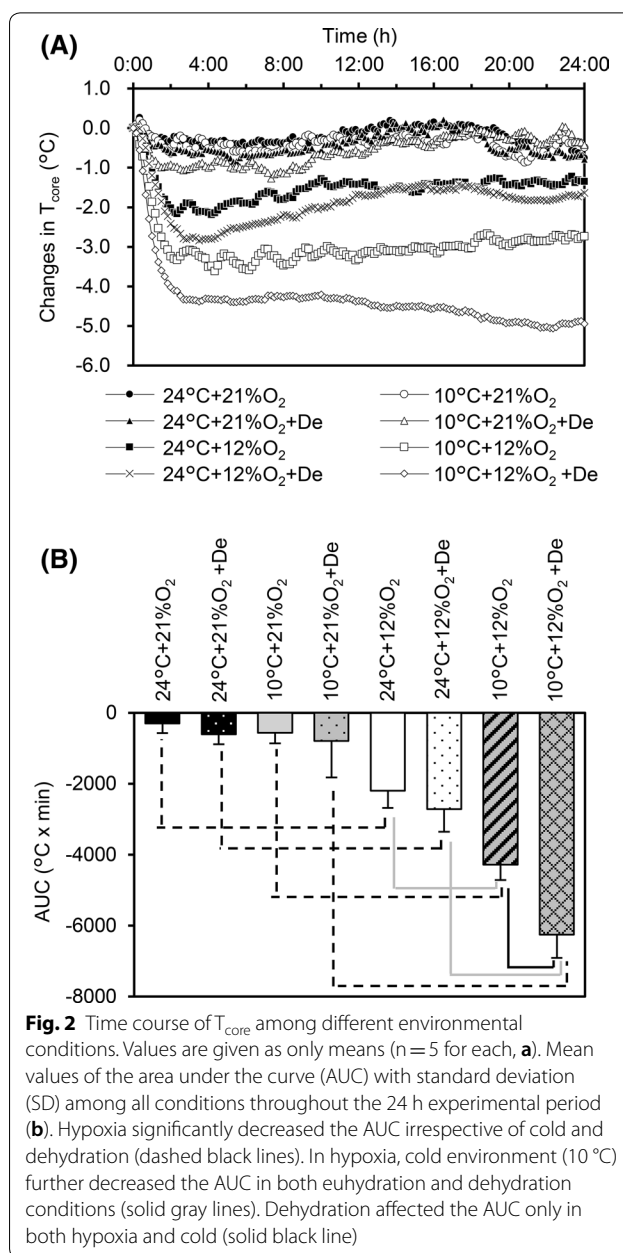 (A)
Time (h)
0:00 4:00 8:00 12:00 16:00 20:00 24:00
1.0
0.0
-1.0
-2.0
-3.0
-4.0
-5.0
-6.0
Changes in Tcore (°C)
24°C+21%O2
10°C+21%O2
24°C+21%O2+De
10°C+21%O2+De
24°C+12%O2
10°C+12%O2
24°C+12%O2+De
10°C+12%O2 +De
(B)
24°C+21%O2
24°C+21%O2 +De
10°C+21%O2
10°C+21%O2+De
24°C+12%O2
24°C+12%O2+De
10°C+12%O2
10°C+12%O2 +De
0
-2000
-4000
-6000
-8000
AUC (°C x min)
Fig. 2 Time course of Tcore among different environmental
conditions. Values are given as only means (n = 5 for each, a). Mean
values of the area under the curve (AUC) with standard deviation
(SD) among all conditions throughout the 24 h experimental period
(b). Hypoxia significantly decreased the AUC irrespective of cold and
dehydration (dashed black lines). In hypoxia, cold environment (10 °C)
further decreased the AUC in both euhydration and dehydration
conditions (solid gray lines). Dehydration affected the AUC only in
both hypoxia and cold (solid black line)